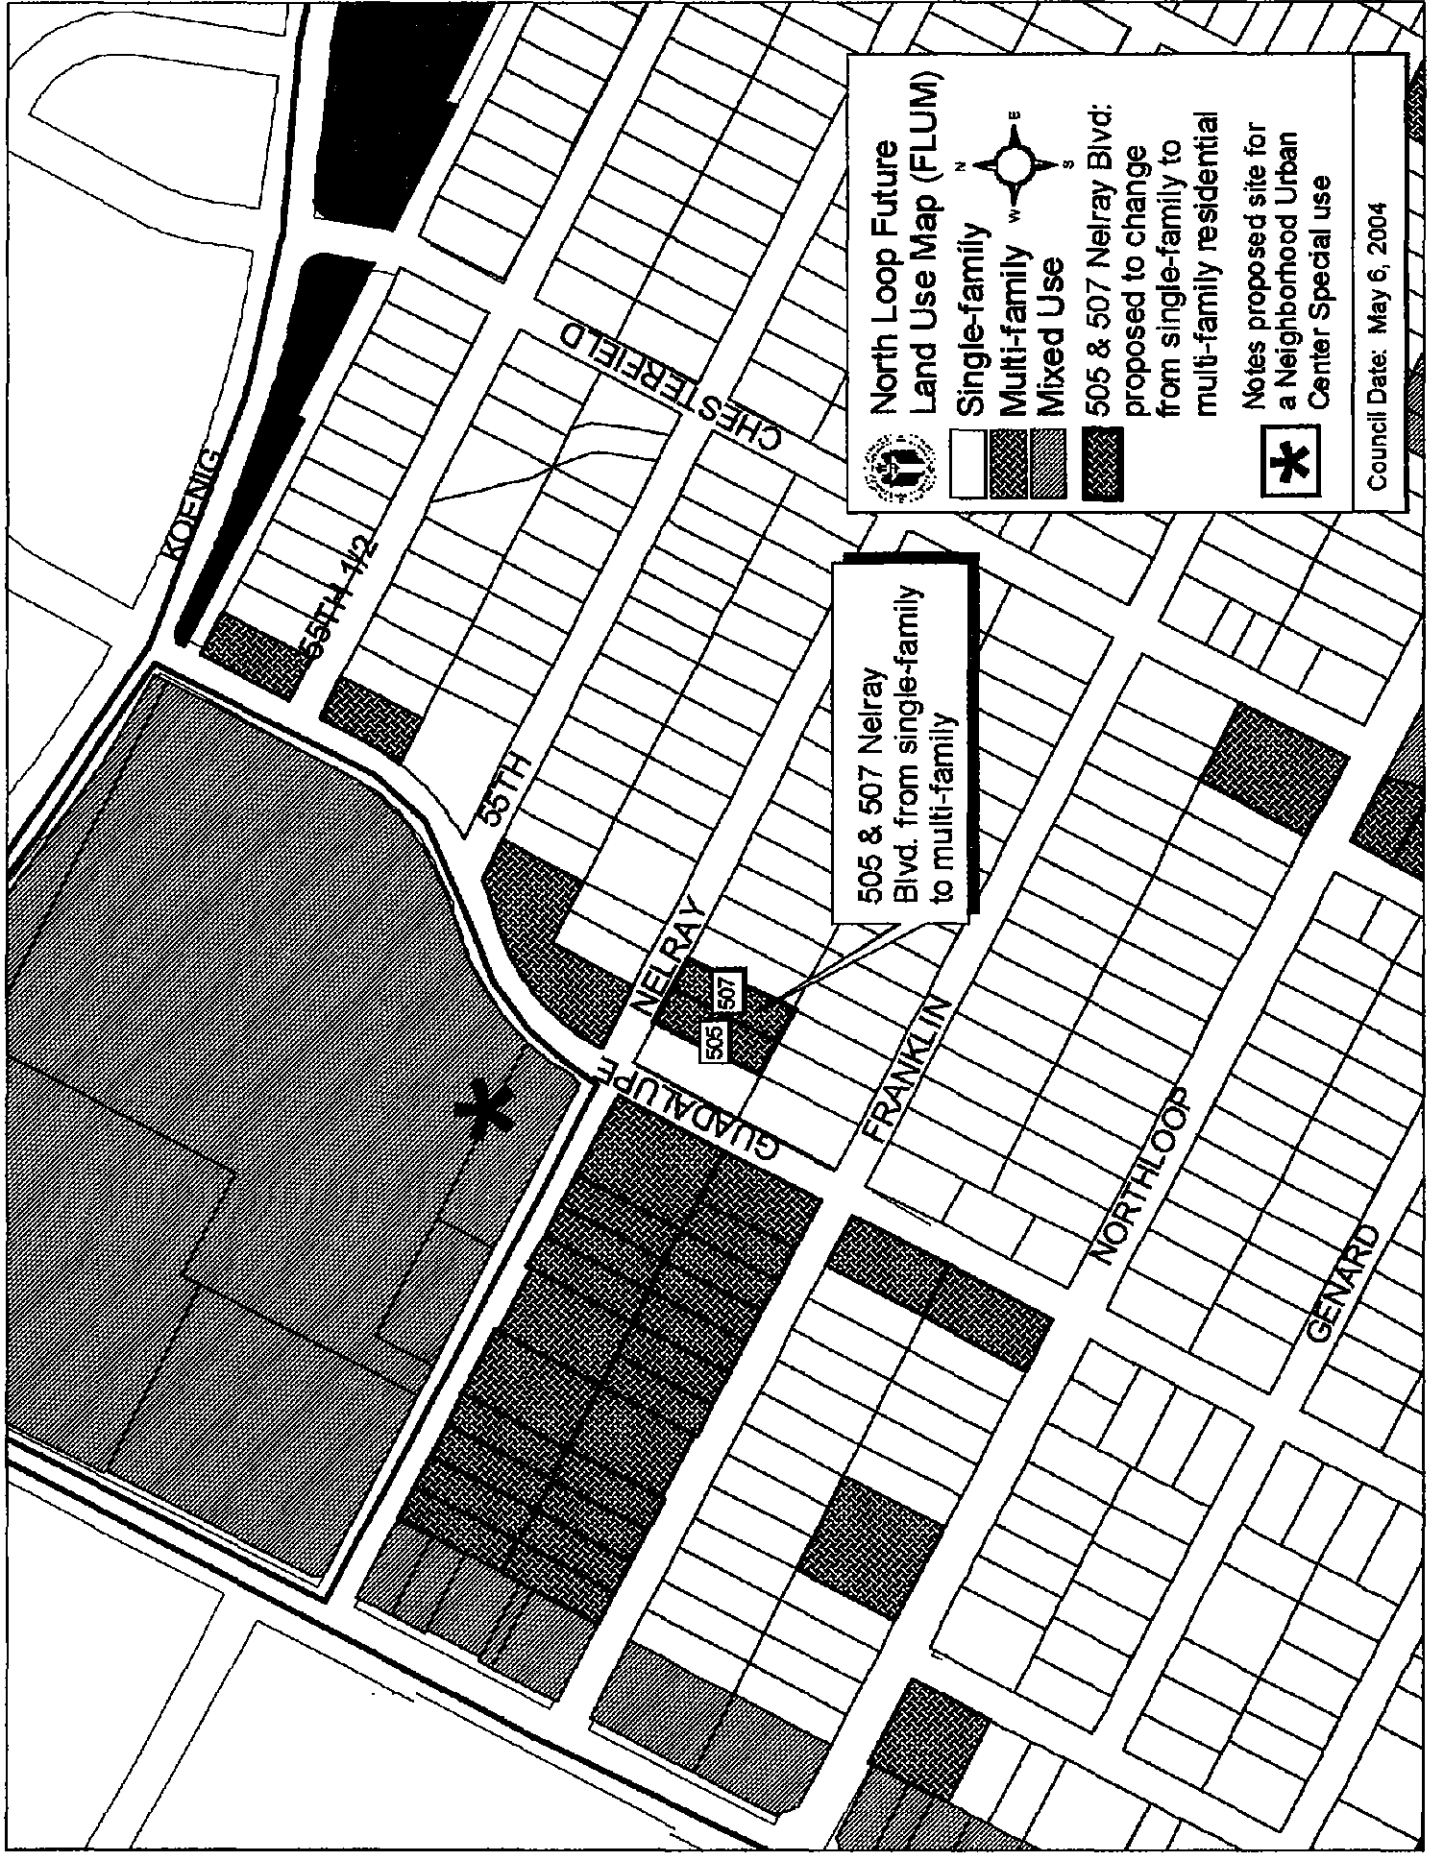 North Loop Future
Land Use Map (FLUM)
Single-family
Multi-family
Mixed Use
N
W
E
S
505 & 507 Nelray Blvd:
proposed to change
from single-family to
multi-family residential
*
Notes proposed site for
a Neighborhood Urban
Center Special use
Council Date: May 6, 2004
KOENIG
55TH 1/2
CHESTERFIELD
55TH
NELRAY
505
507
505 & 507 Nelray
Blvd. from single-family
to multi-family
*
GUADALUPE
FRANKLIN
NORTHLOOP
GENARD